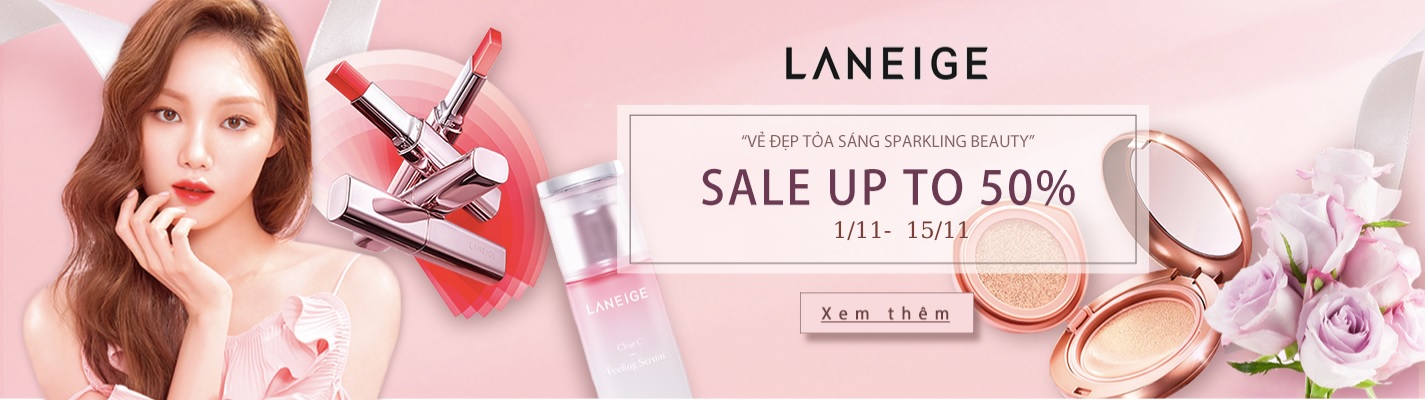 LANEIGE
“VẺ ĐẸP TỎA SÁNG SPARKLING BEAUTY”
SALE UP TO 50%
1/11- 15/11
Xem thêm
LANEIGE
LANEIGE
Clear C
Peeling Serum